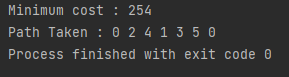 Minimum cost : 254
Path Taken : 0 2 4 1 3 5 0
Process finished with exit code 0